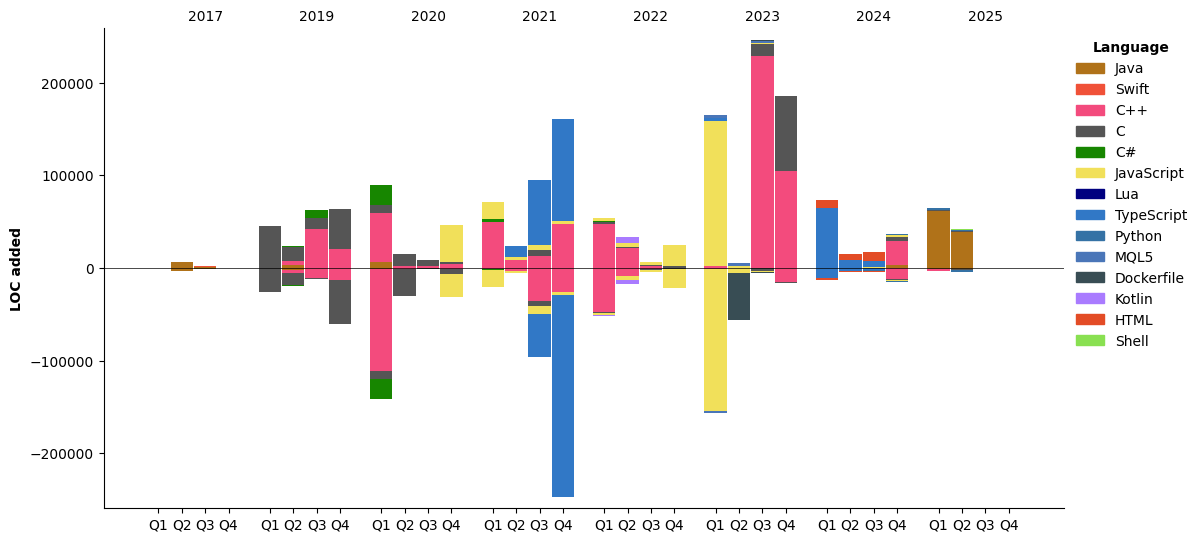 2017 2019 2020 2021 2022 2023 2024 2025
Language
Java
Swift
C++
C
C#
JavaScript
Lua
TypeScript
Python
MQL5
Dockerfile
Kotlin
HTML
Shell
LOC added
200000
100000
0
−100000
−200000
Q1 Q2 Q3 Q4 Q1 Q2 Q3 Q4 Q1 Q2 Q3 Q4 Q1 Q2 Q3 Q4 Q1 Q2 Q3 Q4 Q1 Q2 Q3 Q4 Q1 Q2 Q3 Q4 Q1 Q2 Q3 Q4